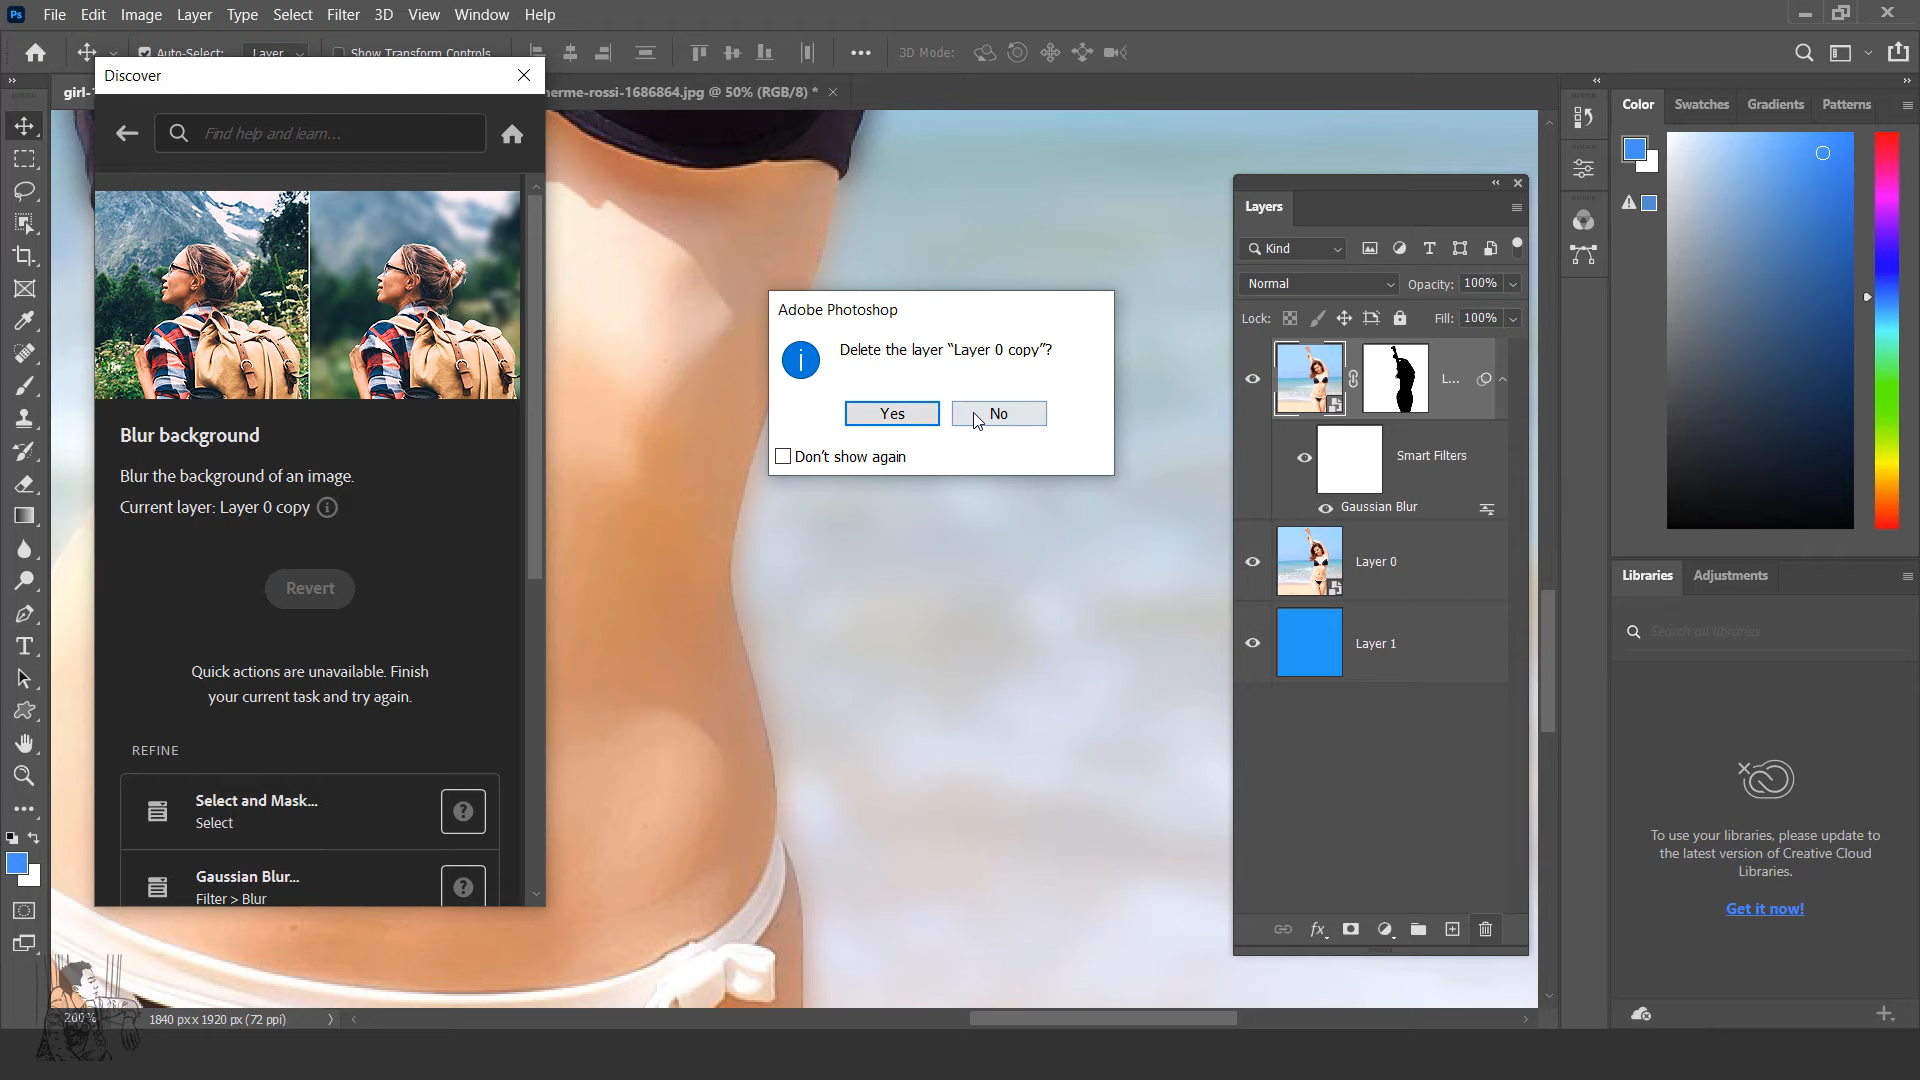 Ps File Edit Image Layer Type Select Filter 3D View Window Help
Auto-Select: Layer Show Transform Controls 3D Mode:
Discover
girl-
herme-rossi-1686864.jpg @ 50% (RGB/8) *
Find help and learn...
Blur background
Blur the background of an image.
Current layer: Layer 0 copy
Revert
Quick actions are unavailable. Finish
your current task and try again.
REFINE
Select and Mask...
Select
Gaussian Blur...
Filter > Blur
200%
1840 px x 1920 px (72 ppi)
Adobe Photoshop
Delete the layer “Layer 0 copy”?
Yes No
Don't show again
Layers
Kind
Normal Opacity: 100%
Lock: Fill: 100%
L...
Smart Filters
Gaussian Blur
Layer 0
Layer 1
fx
Color Swatches Gradients Patterns
Libraries Adjustments
Search all libraries
To use your libraries, please update to
the latest version of Creative Cloud
Libraries.
Get it now!